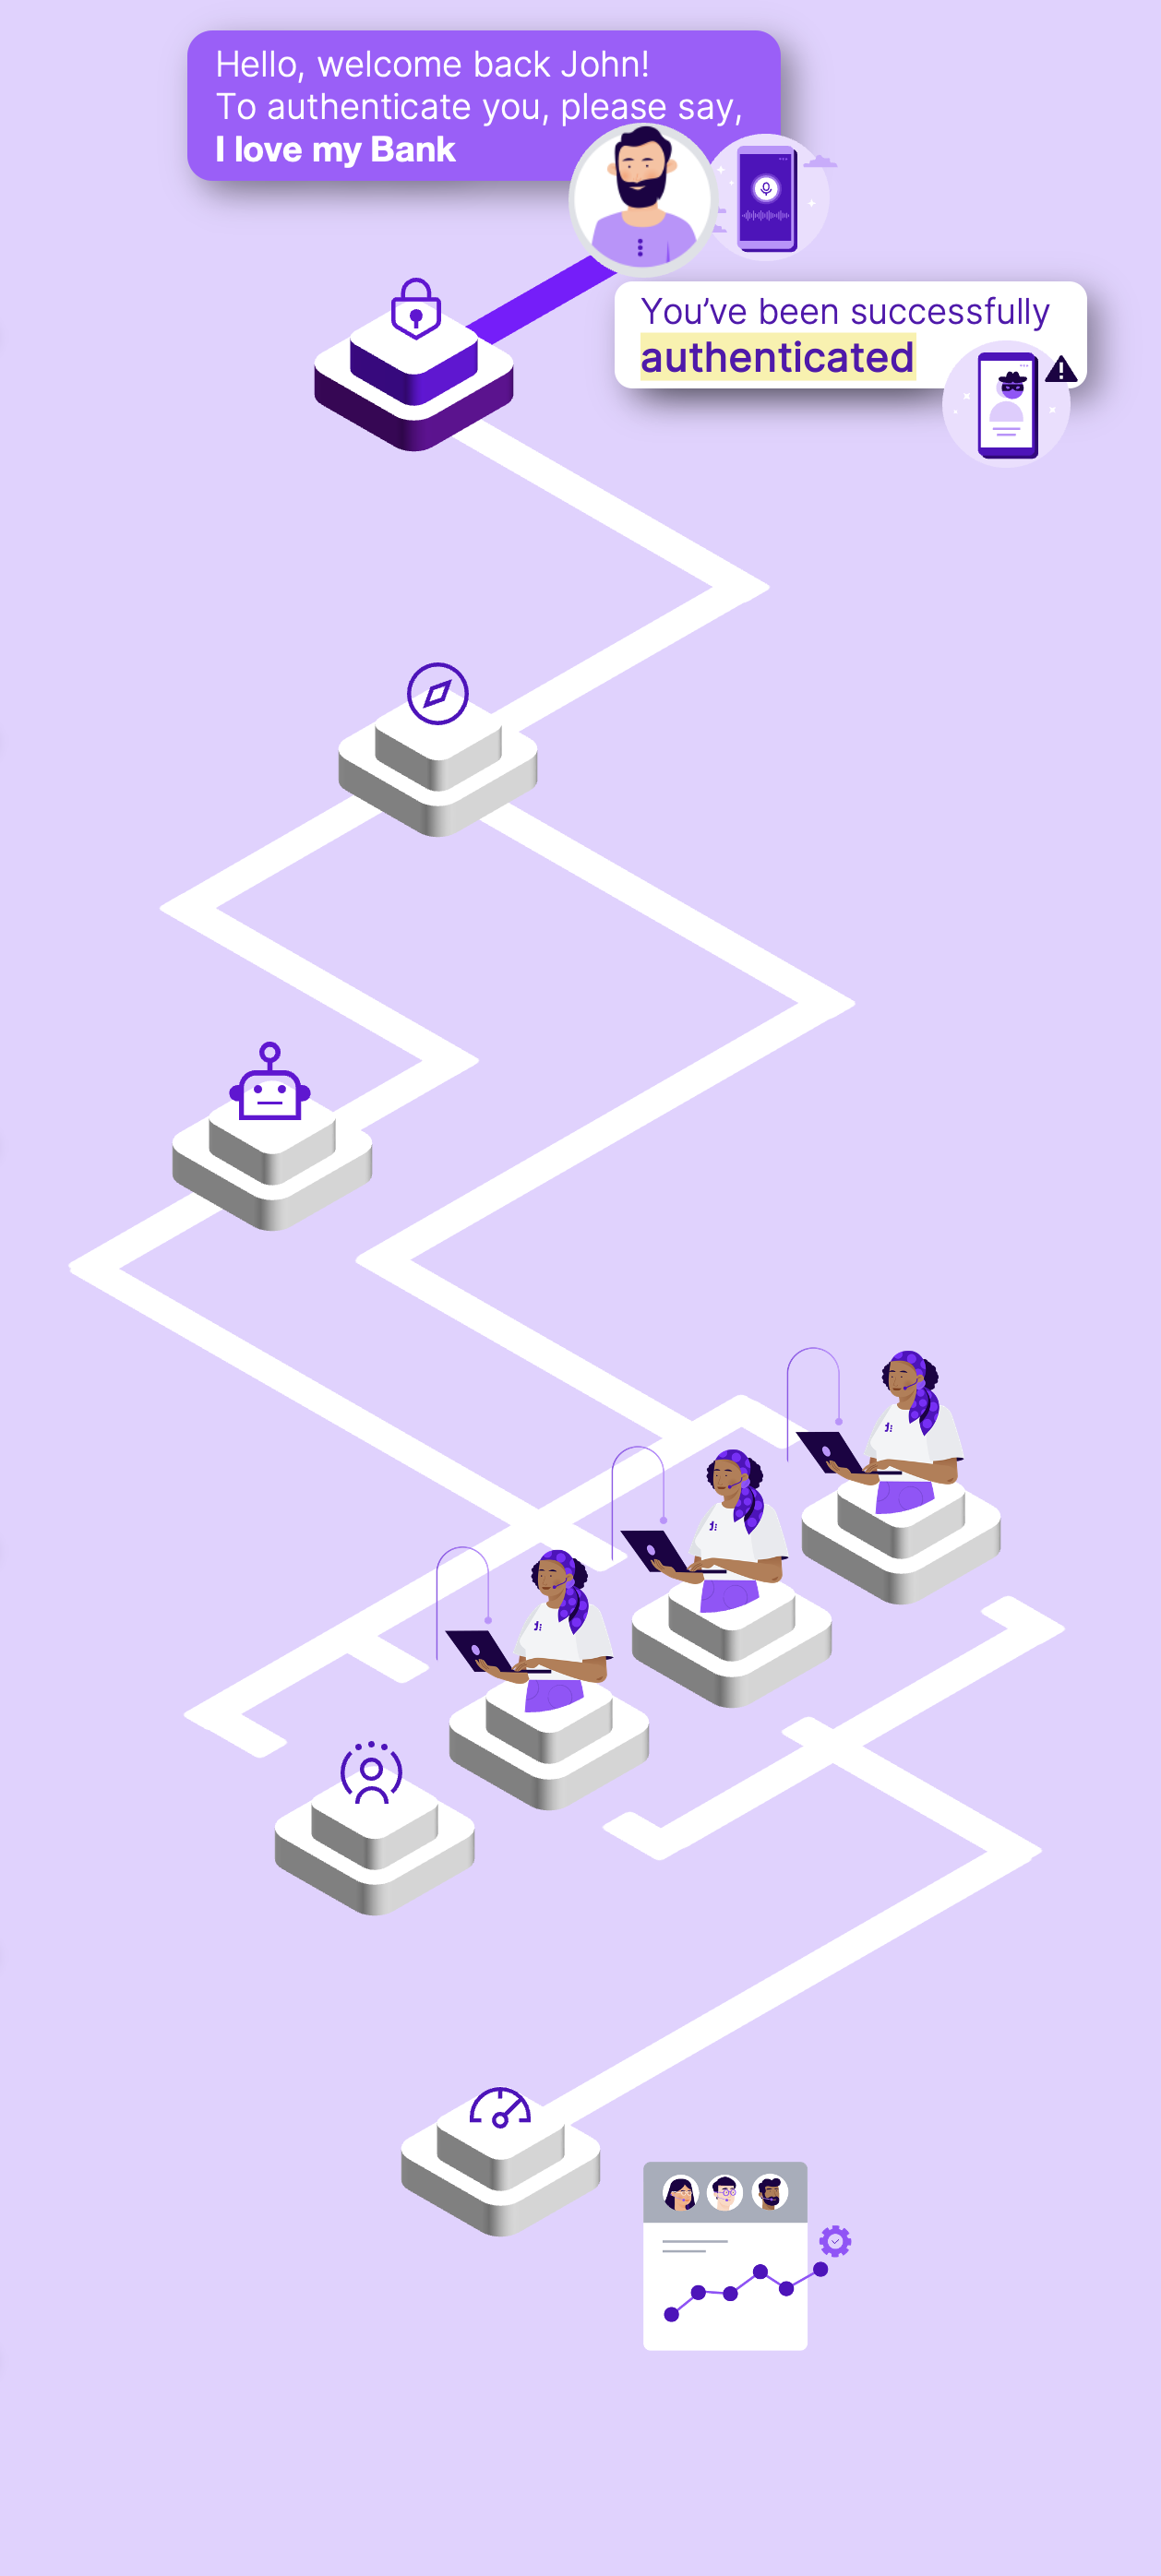 Hello, welcome back John!
To authenticate you, please say,
I love my Bank
You’ve been successfully
authenticated